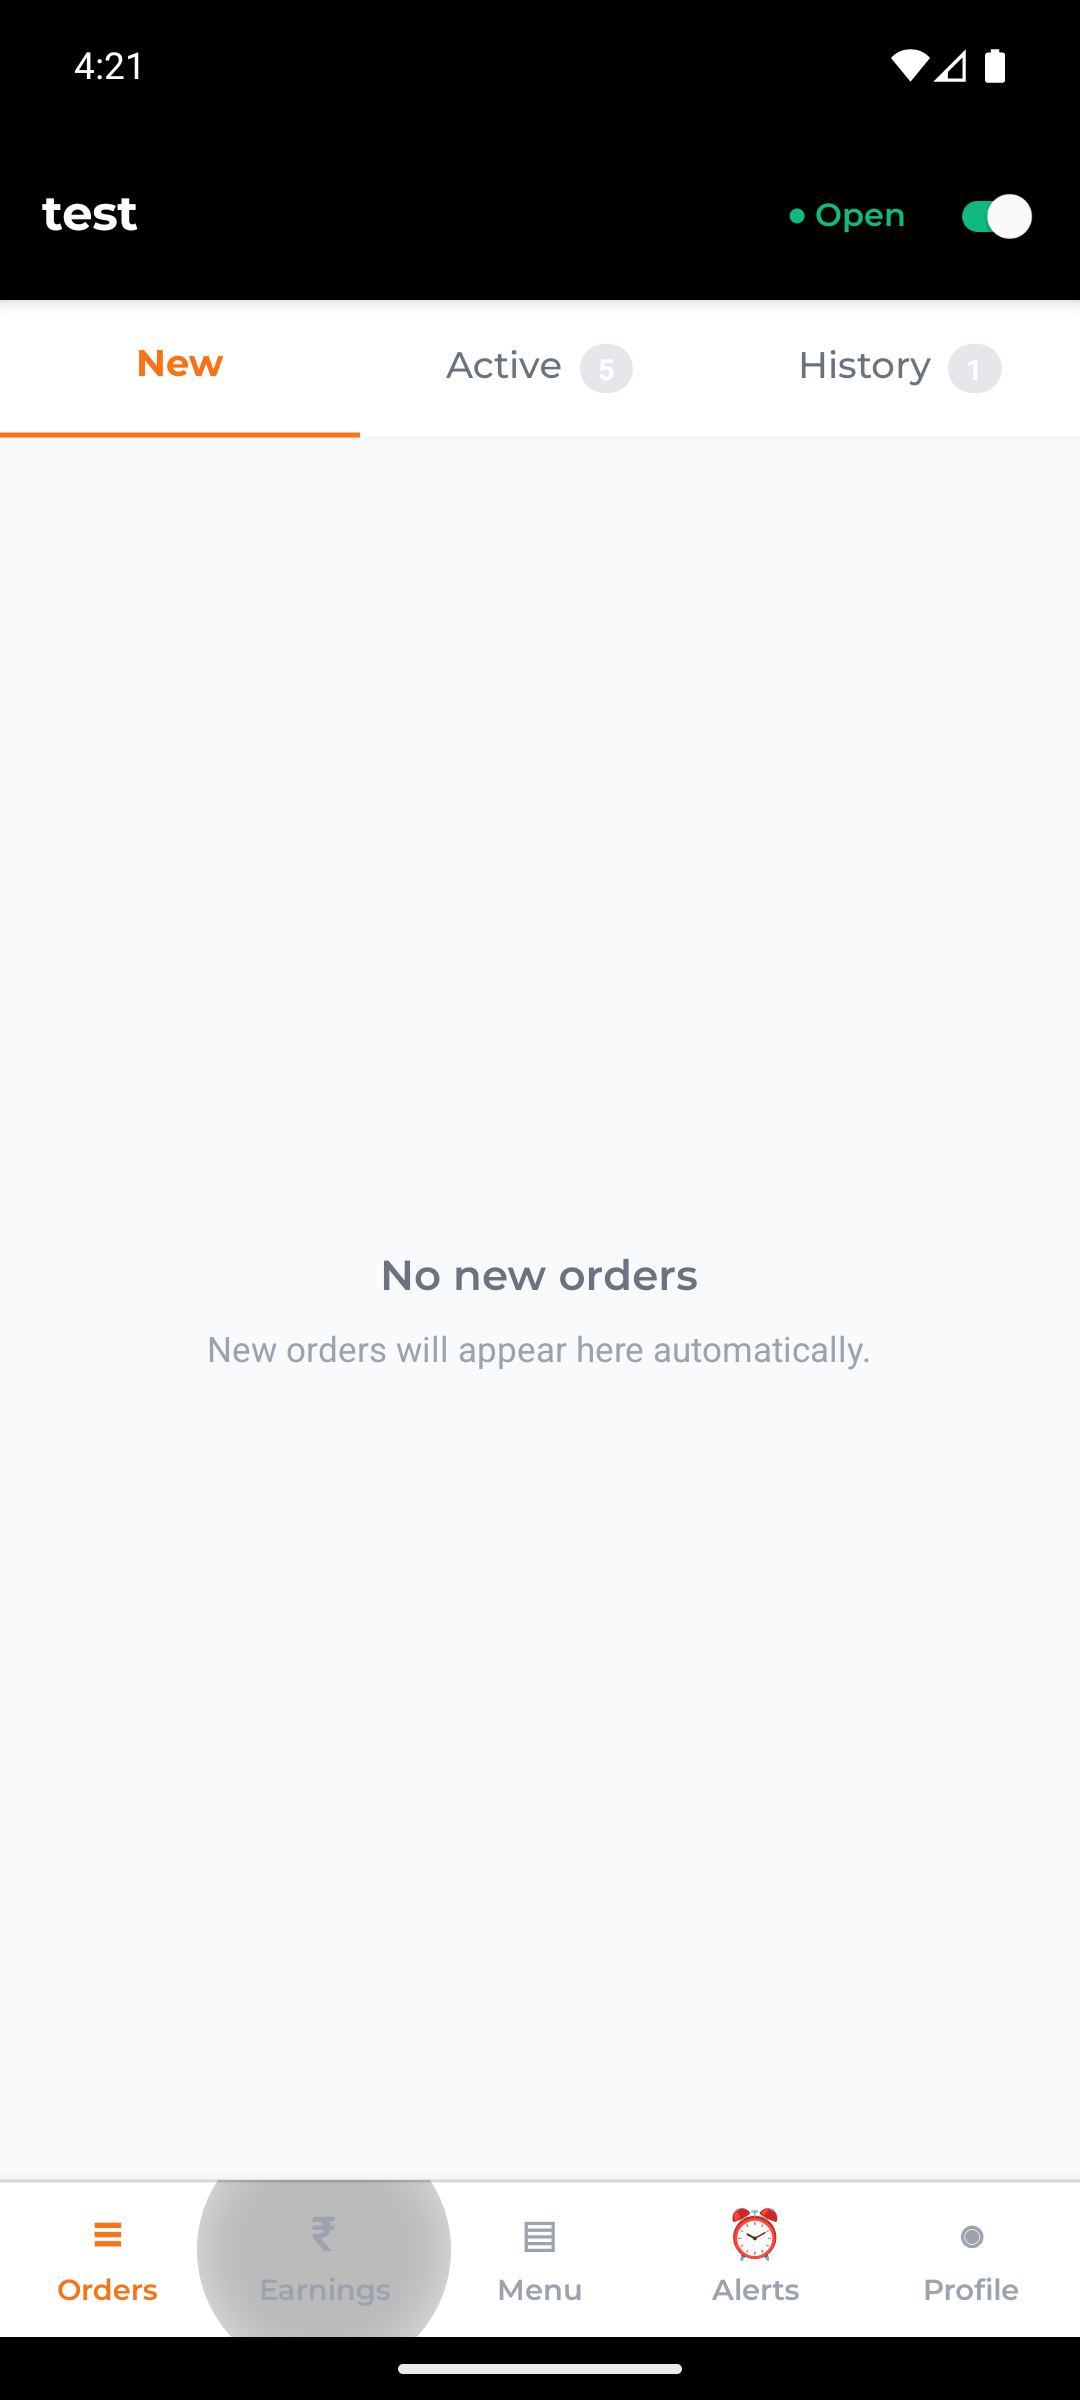 4:21
test
Open
New
Active 5
History 1
No new orders
New orders will appear here automatically.
₹
Orders
Earnings
Menu
Alerts
Profile